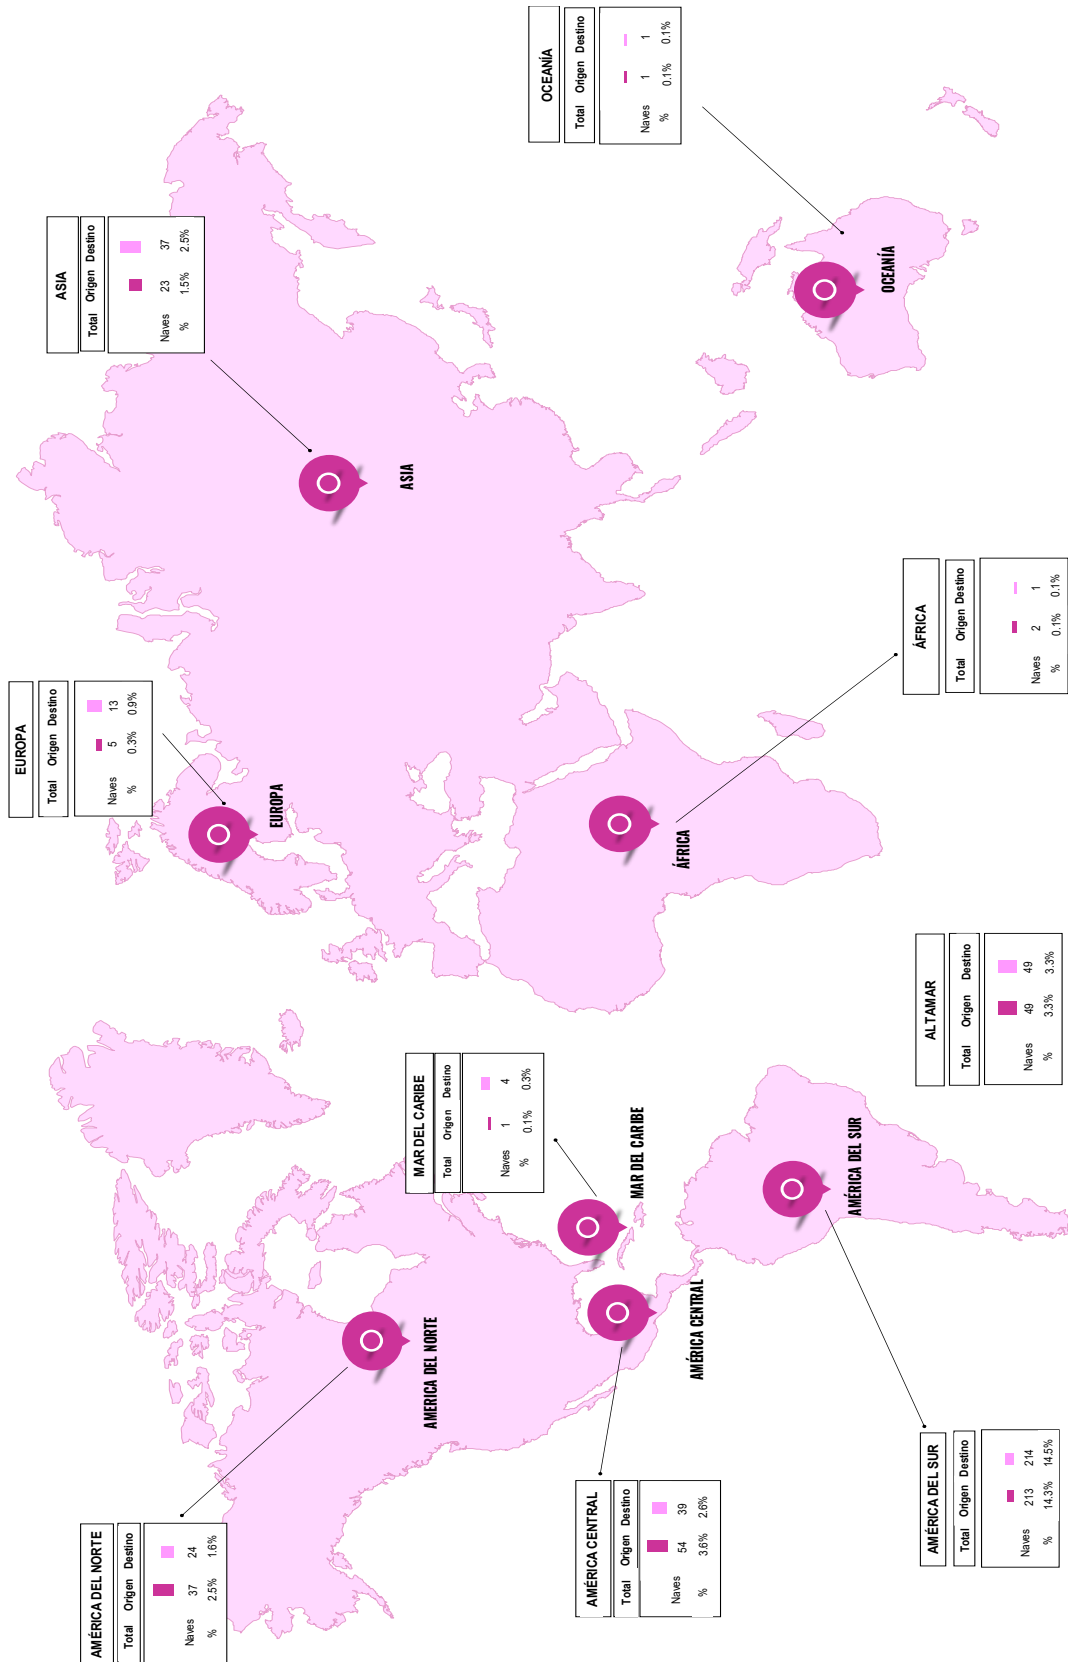 EUROPA
Total Origen Destino
Naves 5 13
% 0.3% 0.9%
ASIA
Total Origen Destino
Naves 23 37
% 1.5% 2.5%
OCEANÍA
Total Origen Destino
Naves 1 1
% 0.1% 0.1%
AMÉRICA DEL NORTE
Total Origen Destino
Naves 37 24
% 2.5% 1.6%
MAR DEL CARIBE
Total Origen Destino
Naves 1 4
% 0.1% 0.3%
AMÉRICA CENTRAL
Total Origen Destino
Naves 54 39
% 3.6% 2.6%
ÁFRICA
Total Origen Destino
Naves 2 1
% 0.1% 0.1%
ALTAMAR
Total Origen Destino
Naves 49 49
% 3.3% 3.3%
AMÉRICA DEL SUR
Total Origen Destino
Naves 213 214
% 14.3% 14.5%
EUROPA
ASIA
AMERICA DEL NORTE
MAR DEL CARIBE
AMÉRICA CENTRAL
ÁFRICA
AMÉRICA DEL SUR
OCEANÍA